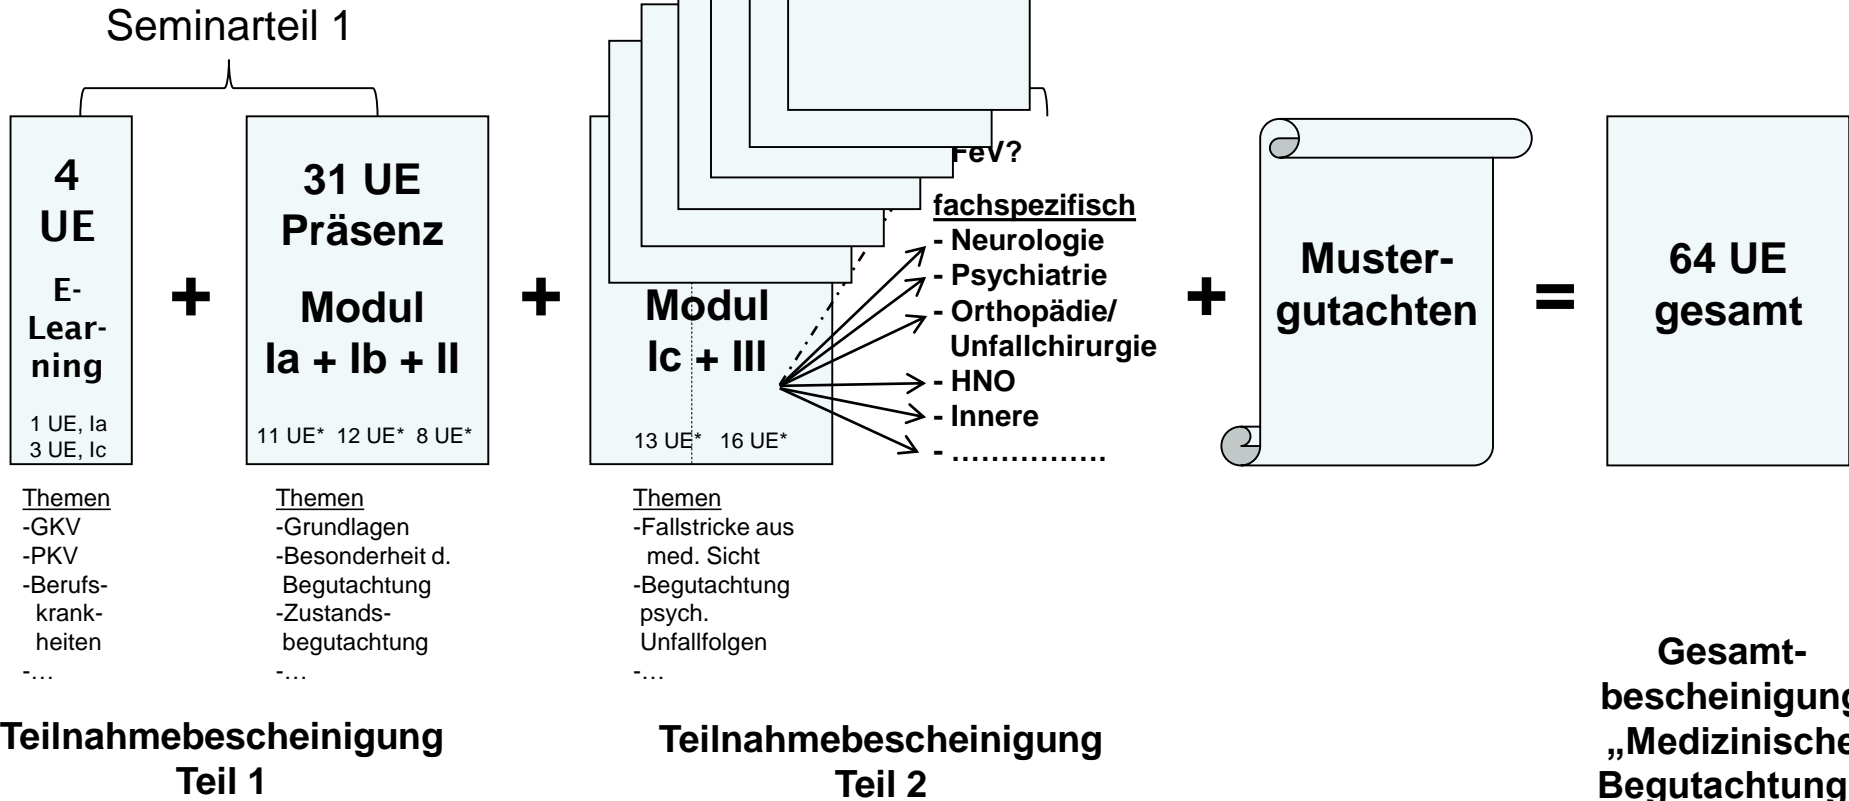 Seminarteil 1
4
UE
E-
Lear-
ning
1 UE, Ia
3 UE, Ic
+
31 UE
Präsenz
Modul
Ia + Ib + II
11 UE* 12 UE* 8 UE*
+
Modul
Ic + III
13 UE* 16 UE*
FeV?
fachspezifisch
- Neurologie
- Psychiatrie
- Orthopädie/
Unfallchirurgie
- HNO
- Innere
- …………….
+
Muster-
gutachten
=
64 UE
gesamt
Themen
-GKV
-PKV
-Berufs-
krank-
heiten
-…
Themen
-Grundlagen
-Besonderheit d.
Begutachtung
-Zustands-
begutachtung
-…
Themen
-Fallstricke aus
med. Sicht
-Begutachtung
psych.
Unfallfolgen
-…
Teilnahmebescheinigung
Teil 1
Teilnahmebescheinigung
Teil 2
Gesamt-
bescheinigung
„Medizinische
Begutachtung